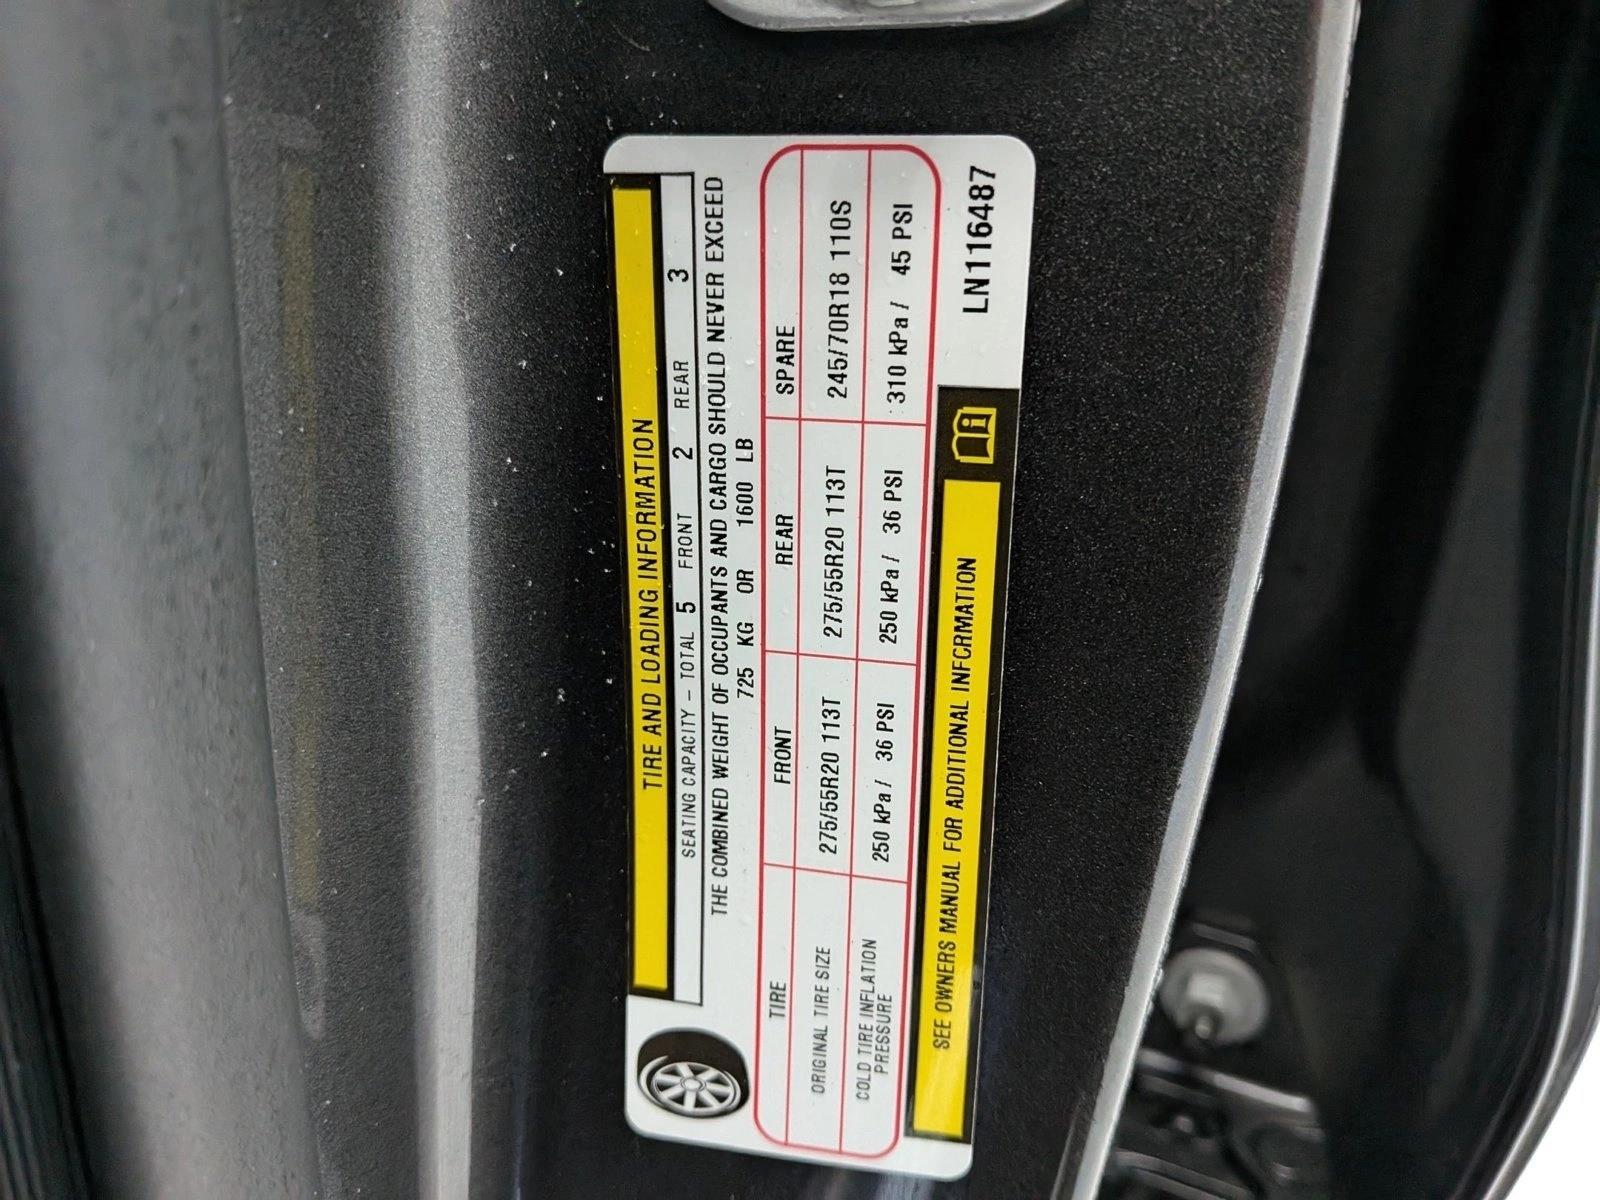 TIRE AND LOADING INFORMATION
SEATING CAPACITY - TOTAL 5 FRONT 2 REAR 3
THE COMBINED WEIGHT OF OCCUPANTS AND CARGO SHOULD NEVER EXCEED
725 KG OR 1600 LB
TIRE FRONT REAR SPARE
ORIGINAL TIRE SIZE 275/55R20 113T 275/55R20 113T 245/70R18 110S
COLD TIRE INFLATION
PRESSURE 250 kPa / 36 PSI 250 kPa / 36 PSI 310 kPa / 45 PSI
SEE OWNERS MANUAL FOR ADDITIONAL INFORMATION
LN116487